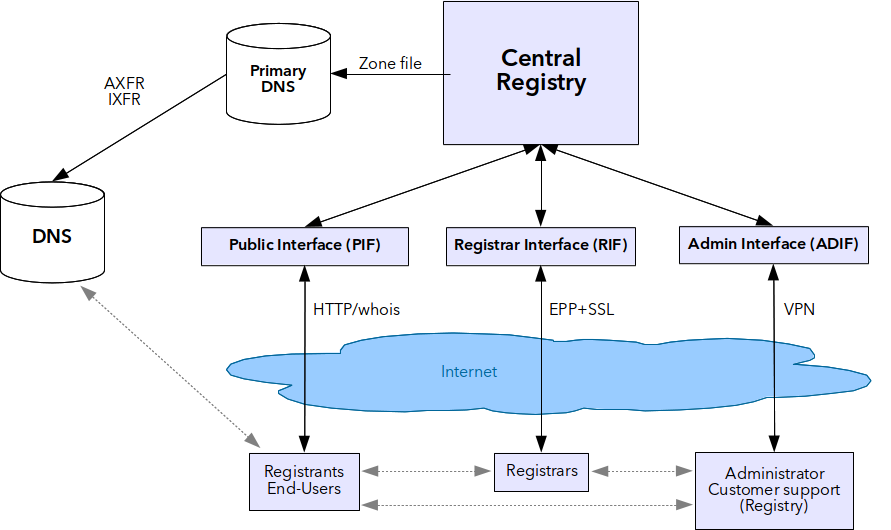 Central
Registry
Primary
DNS
Zone file
AXFR
IXFR
DNS
Public Interface (PIF)
Registrar Interface (RIF)
Admin Interface (ADIF)
HTTP/whois
EPP+SSL
VPN
Internet
Registrants
End-Users
Registrars
Administrator
Customer support
(Registry)